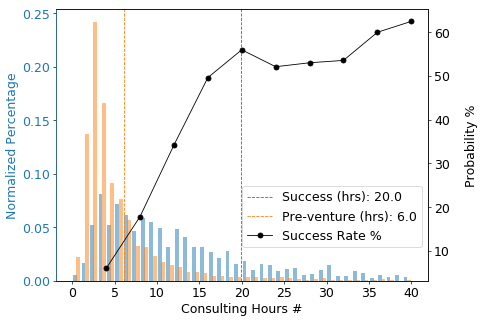 0.25
0.20
0.15
0.10
0.05
0.00
Normalized Percentage
60
50
40
30
20
10
Probability %
Success (hrs): 20.0
Pre-venture (hrs): 6.0
Success Rate %
0 5 10 15 20 25 30 35 40
Consulting Hours #